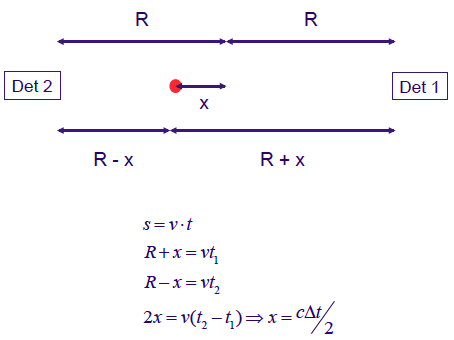 R R
Det 2 Det 1
x
R - x R + x
s = v · t
R + x = vt₁
R − x = vt₂
2x = v(t₂ − t₁) ⇒ x = cΔt/2